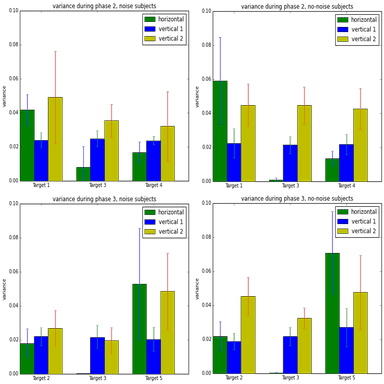 variance during phase 2, noise subjects
0.10
0.08
0.06
0.04
0.02
0.00
variance
horizontal
vertical 1
vertical 2
Target 1
Target 3
Target 4
variance during phase 2, no-noise subjects
0.10
0.08
0.06
0.04
0.02
0.00
variance
horizontal
vertical 1
vertical 2
Target 1
Target 3
Target 4
variance during phase 3, noise subjects
0.10
0.08
0.06
0.04
0.02
0.00
variance
horizontal
vertical 1
vertical 2
Target 2
Target 3
Target 5
variance during phase 3, no-noise subjects
0.10
0.08
0.06
0.04
0.02
0.00
variance
horizontal
vertical 1
vertical 2
Target 2
Target 3
Target 5